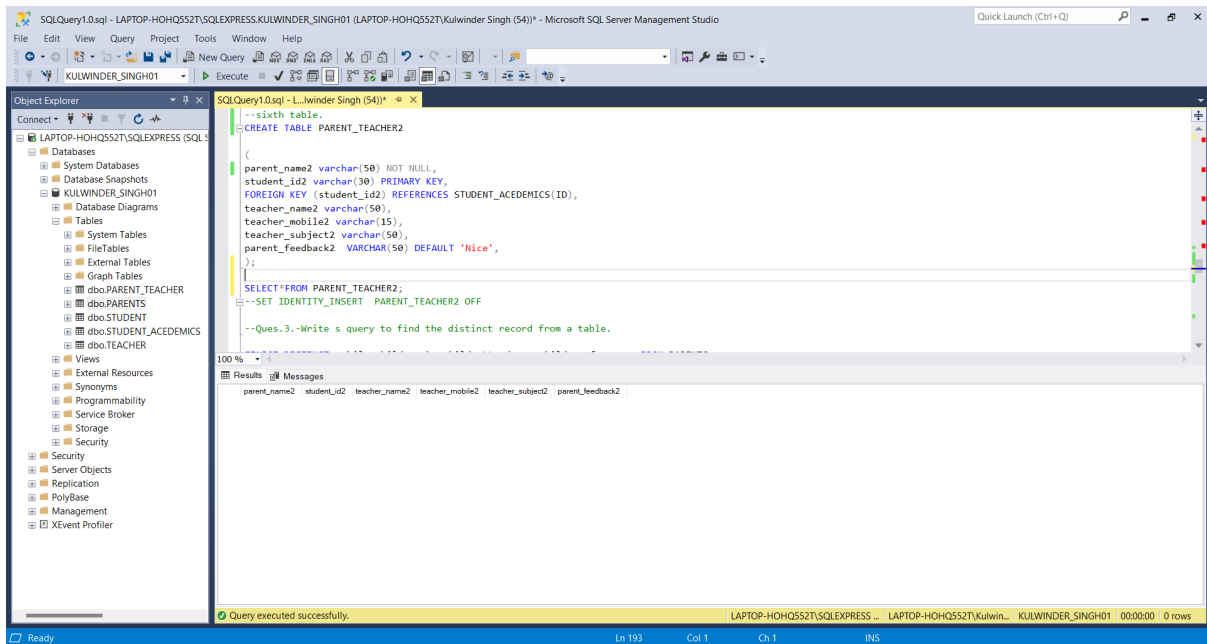 SQLQuery1.0.sql - LAPTOP-HOHQ552T\SQLEXPRESS.KULWINDER_SINGH01 (LAPTOP-HOHQ552T\Kulwinder Singh (54))* - Microsoft SQL Server Management Studio
Quick Launch (Ctrl+Q)
File Edit View Query Project Tools Window Help
New Query
KULWINDER_SINGH01
Execute
Object Explorer
Connect
LAPTOP-HOHQ552T\SQLEXPRESS (SQL S
Databases
System Databases
Database Snapshots
KULWINDER_SINGH01
Database Diagrams
Tables
System Tables
FileTables
External Tables
Graph Tables
dbo.PARENT_TEACHER
dbo.PARENTS
dbo.STUDENT
dbo.STUDENT_ACEDEMICS
dbo.TEACHER
Views
External Resources
Synonyms
Programmability
Service Broker
Storage
Security
Security
Server Objects
Replication
PolyBase
Management
XEvent Profiler
SQLQuery1.0.sql - L...lwinder Singh (54))*
--sixth table.
CREATE TABLE PARENT_TEACHER2
(
parent_name2 varchar(50) NOT NULL,
student_id2 varchar(30) PRIMARY KEY,
FOREIGN KEY (student_id2) REFERENCES STUDENT_ACEDEMICS(ID),
teacher_name2 varchar(50),
teacher_mobile2 varchar(15),
teacher_subject2 varchar(50),
parent_feedback2 VARCHAR(50) DEFAULT 'Nice',
);
SELECT*FROM PARENT_TEACHER2;
--SET IDENTITY_INSERT PARENT_TEACHER2 OFF
--Ques.3.-Write s query to find the distinct record from a table.
100 %
Results Messages
parent_name2 student_id2 teacher_name2 teacher_mobile2 teacher_subject2 parent_feedback2
Query executed successfully.
LAPTOP-HOHQ552T\SQLEXPRESS ... LAPTOP-HOHQ552T\Kulwin... KULWINDER_SINGH01 00:00:00 0 rows
Ready
Ln 193 Col 1 Ch 1 INS